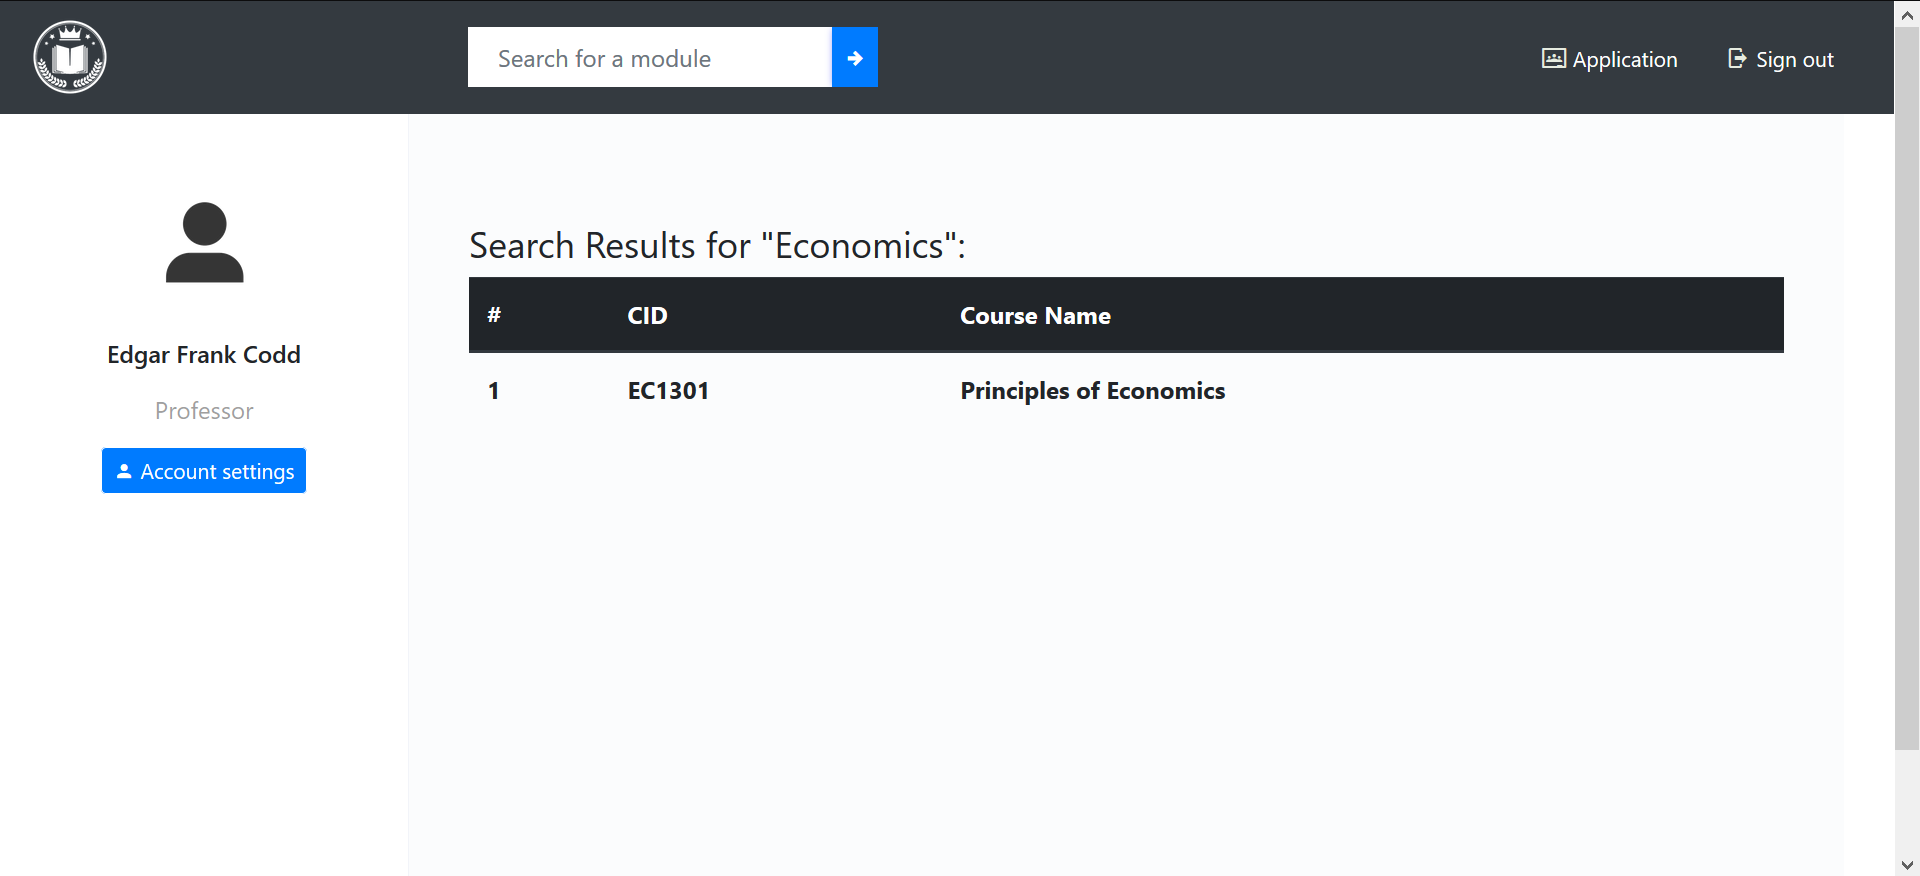 Search for a module
Application
Sign out
Edgar Frank Codd
Professor
Account settings
Search Results for "Economics":
# CID Course Name
1 EC1301 Principles of Economics